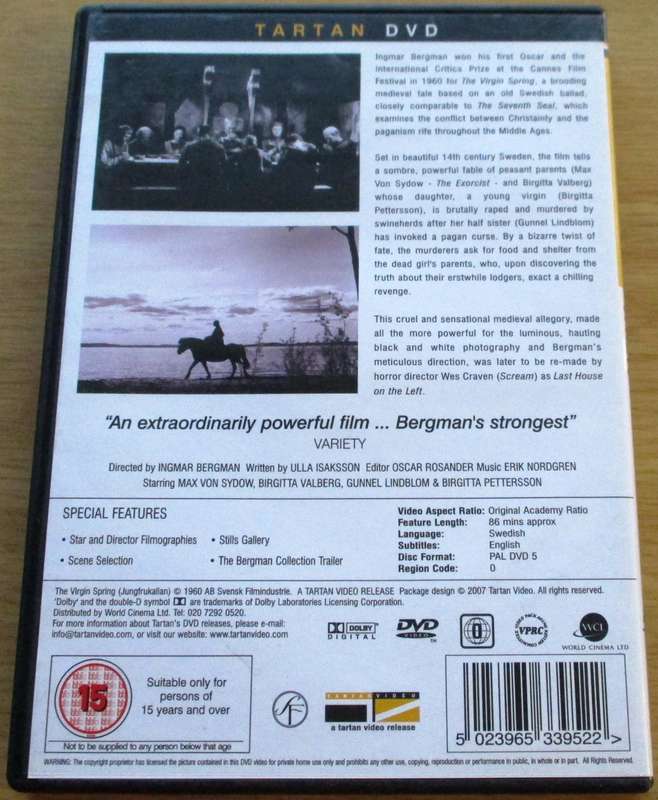 TARTAN DVD
Ingmar Bergman won his first Oscar and the
International Critics Prize at the Cannes Film
Festival in 1960 for The Virgin Spring, a brooding
medieval tale based on an old Swedish ballad,
closely comparable to The Seventh Seal, which
examines the conflict between Christainity and the
paganism rife throughout the Middle Ages.
Set in beautiful 14th century Sweden, the film tells
a sombre, powerful fable of peasant parents (Max
Von Sydow - The Exorcist - and Birgitta Valberg)
whose daughter, a young virgin (Birgitta
Pettersson), is brutally raped and murdered by
swineherds after her half sister (Gunnel Lindblom)
has invoked a pagan curse. By a bizarre twist of
fate, the murderers ask for food and shelter from
the dead girl's parents, who, upon discovering the
truth about their erstwhile lodgers, exact a chilling
revenge.
This cruel and sensational medieval allegory, made
all the more powerful for the luminous, hauting
black and white photography and Bergman's
meticulous direction, was later to be re-made by
horror director Wes Craven (Scream) as Last House
on the Left.
"An extraordinarily powerful film ... Bergman's strongest"
VARIETY
Directed by INGMAR BERGMAN Written by ULLA ISAKSSON Editor OSCAR ROSANDER Music ERIK NORDGREN
Starring MAX VON SYDOW, BIRGITTA VALBERG, GUNNEL LINDBLOM & BIRGITTA PETTERSSON
SPECIAL FEATURES
• Star and Director Filmographies • Stills Gallery
• Scene Selection • The Bergman Collection Trailer
Video Aspect Ratio: Original Academy Ratio
Feature Length: 86 mins approx
Language: Swedish
Subtitles: English
Disc Format: PAL DVD 5
Region Code: 0
The Virgin Spring (Jungfrukallan) © 1960 AB Svensk Filmindustrie. A TARTAN VIDEO RELEASE Package design © 2007 Tartan Video. All rights reserved.
'Dolby' and the double-D symbol are trademarks of Dolby Laboratories Licensing Corporation.
Distributed by World Cinema Ltd. Tel: 020 7292 0520.
For more information about Tartan's DVD releases, please e-mail:
info@tartanvideo.com, or visit our website: www.tartanvideo.com
DOLBY
DIGITAL
DVD
VIDEO
TM
0
VPRC
WCL
WORLD CINEMA LTD
15
Suitable only for
persons of
15 years and over
Not to be supplied to any person below that age
SF
TARTAN VIDEO
a tartan video release
5 023965 339522 >
WARNING: The copyright proprietor has licensed the picture contained in this DVD video for private home use only and prohibits any other use, copying, reproduction or performance in public, in whole or in part. All rights reserved.